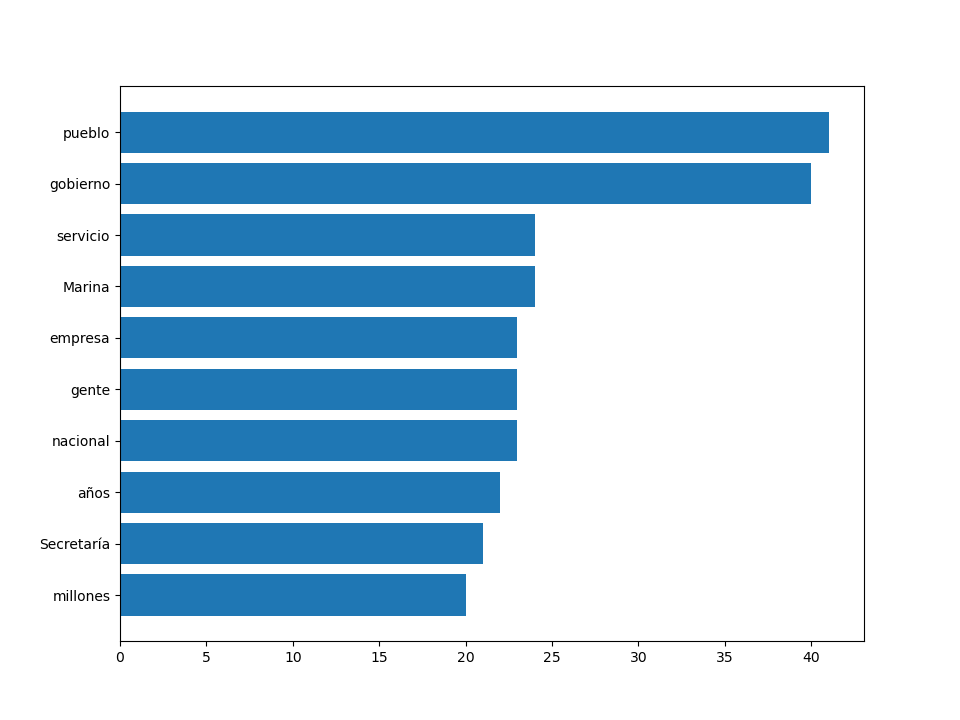 pueblo
gobierno
servicio
Marina
empresa
gente
nacional
años
Secretaría
millones
0 5 10 15 20 25 30 35 40